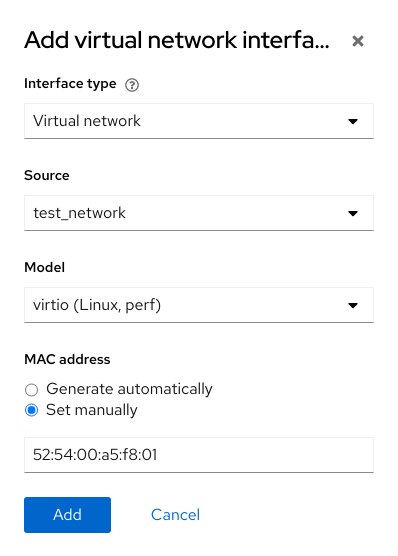 Add virtual network interfa...
Interface type
Virtual network
Source
test_network
Model
virtio (Linux, perf)
MAC address
Generate automatically
Set manually
52:54:00:a5:f8:01
Add Cancel